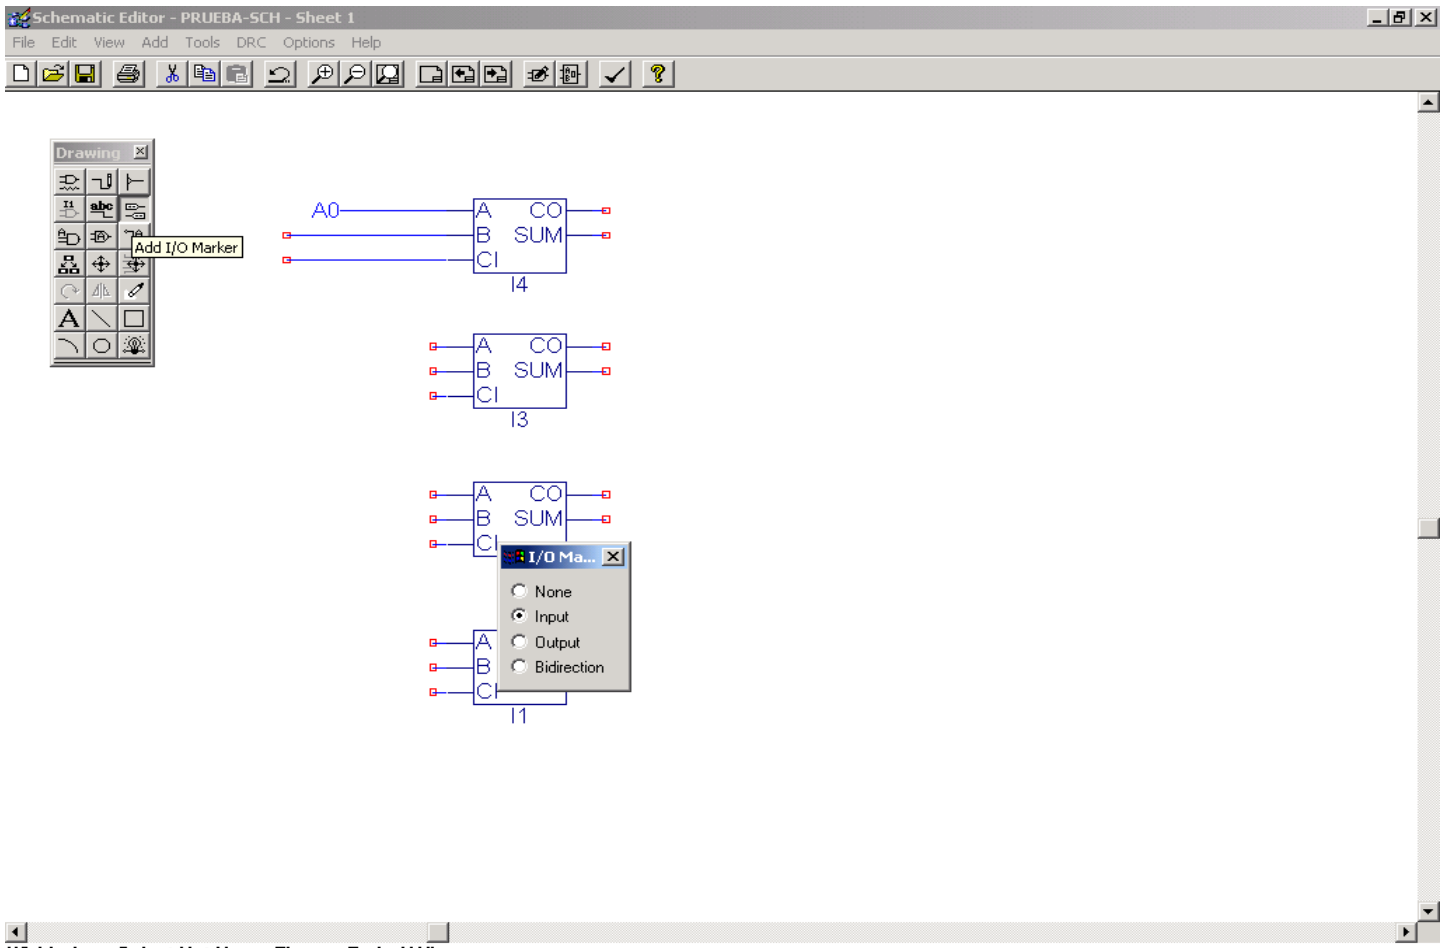 Schematic Editor - PRUEBA-SCH - Sheet 1
File Edit View Add Tools DRC Options Help
Drawing
I1
abc
Add I/O Marker
A
A0
A CO
B SUM
CI
I4
A CO
B SUM
CI
I3
A CO
B SUM
CI
I/O Ma...
None
Input
Output
Bidirection
A
B
CI
I1